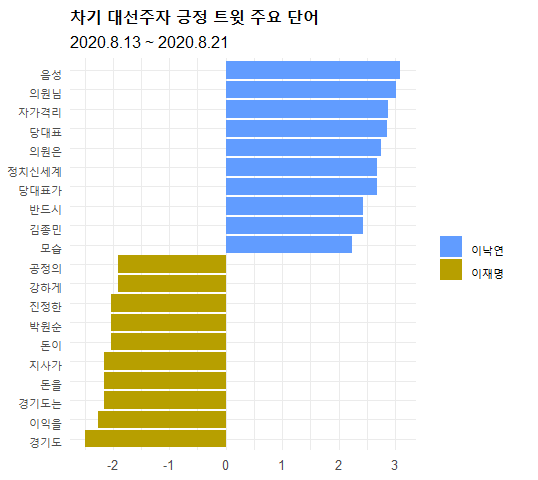 차기 대선주자 긍정 트윗 주요 단어
2020.8.13 ~ 2020.8.21
음성
의원님
자가격리
당대표
의원은
정치신세계
당대표가
반드시
김종민
모습
공정의
강하게
진정한
박원순
돈이
지사가
돈을
경기도는
이익을
경기도
-2 -1 0 1 2 3
이낙연
이재명